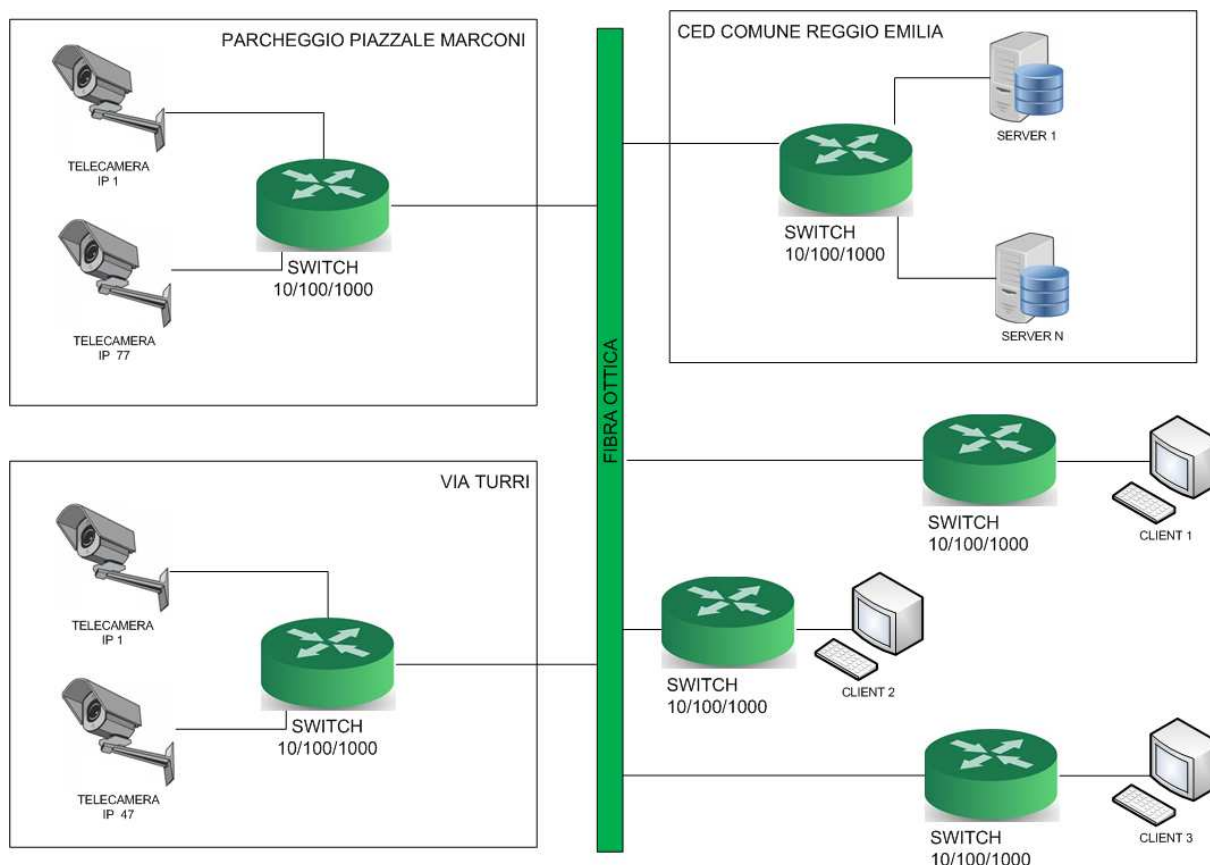 PARCHEGGIO PIAZZALE MARCONI
TELECAMERA
IP 1
TELECAMERA
IP 77
SWITCH
10/100/1000
VIA TURRI
TELECAMERA
IP 1
TELECAMERA
IP 47
SWITCH
10/100/1000
FIBRA OTTICA
CED COMUNE REGGIO EMILIA
SERVER 1
SWITCH
10/100/1000
SERVER N
SWITCH
10/100/1000
CLIENT 1
SWITCH
10/100/1000
CLIENT 2
SWITCH
10/100/1000
CLIENT 3